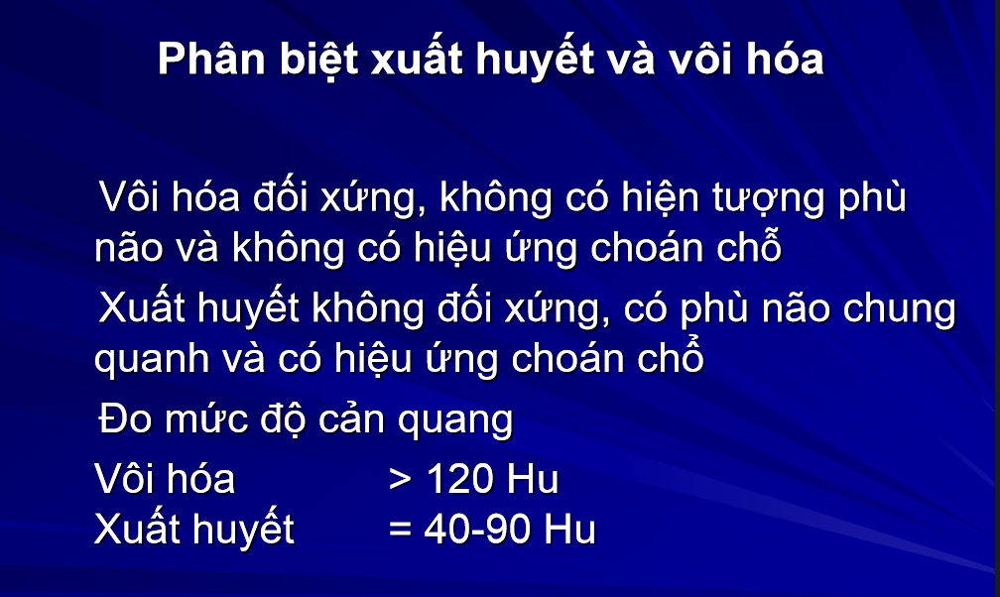 Phân biệt xuất huyết và vôi hóa
Vôi hóa đối xứng, không có hiện tượng phù
não và không có hiệu ứng choán chỗ
Xuất huyết không đối xứng, có phù não chung
quanh và có hiệu ứng choán chổ
Đo mức độ cản quang
Vôi hóa > 120 Hu
Xuất huyết = 40-90 Hu